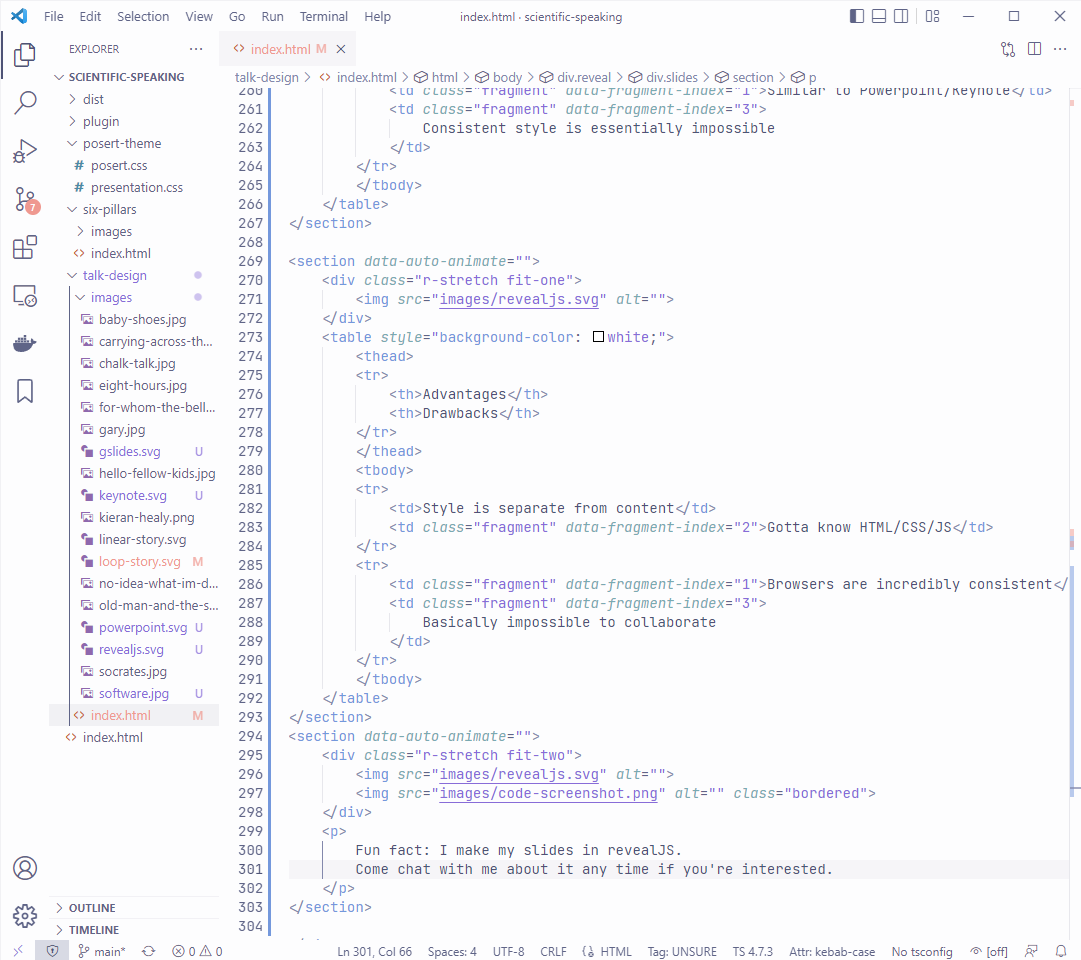 File Edit Selection View Go Run Terminal Help index.html - scientific-speaking
EXPLORER
SCIENTIFIC-SPEAKING
dist
plugin
posert-theme
# posert.css
# presentation.css
six-pillars
images
<> index.html
talk-design
images
baby-shoes.jpg
carrying-across-th...
chalk-talk.jpg
eight-hours.jpg
for-whom-the-bell...
gary.jpg
gslides.svg U
hello-fellow-kids.jpg
keynote.svg U
kieran-healy.png
linear-story.svg
loop-story.svg M
no-idea-what-im-d...
old-man-and-the-s...
powerpoint.svg U
revealjs.svg U
socrates.jpg
software.jpg U
<> index.html M
<> index.html
OUTLINE
TIMELINE
7
<> index.html M
talk-design > <> index.html > html > body > div.reveal > div.slides > section > p
260 <td class="fragment" data-fragment-index="1">Similar to Powerpoint/Keynote</td>
261 <td class="fragment" data-fragment-index="3">
262 Consistent style is essentially impossible
263 </td>
264 </tr>
265 </tbody>
266 </table>
267 </section>
268
269 <section data-auto-animate="">
270 <div class="r-stretch fit-one">
271 <img src="images/revealjs.svg" alt="">
272 </div>
273 <table style="background-color: white;">
274 <thead>
275 <tr>
276 <th>Advantages</th>
277 <th>Drawbacks</th>
278 </tr>
279 </thead>
280 <tbody>
281 <tr>
282 <td>Style is separate from content</td>
283 <td class="fragment" data-fragment-index="2">Gotta know HTML/CSS/JS</td>
284 </tr>
285 <tr>
286 <td class="fragment" data-fragment-index="1">Browsers are incredibly consistent</
287 <td class="fragment" data-fragment-index="3">
288 Basically impossible to collaborate
289 </td>
290 </tr>
291 </tbody>
292 </table>
293 </section>
294 <section data-auto-animate="">
295 <div class="r-stretch fit-two">
296 <img src="images/revealjs.svg" alt="">
297 <img src="images/code-screenshot.png" alt="" class="bordered">
298 </div>
299 <p>
300 Fun fact: I make my slides in revealJS.
301 Come chat with me about it any time if you're interested.
302 </p>
303 </section>
304
main* 0 0 Ln 301, Col 66 Spaces: 4 UTF-8 CRLF {} HTML Tag: UNSURE TS 4.7.3 Attr: kebab-case No tsconfig [off]